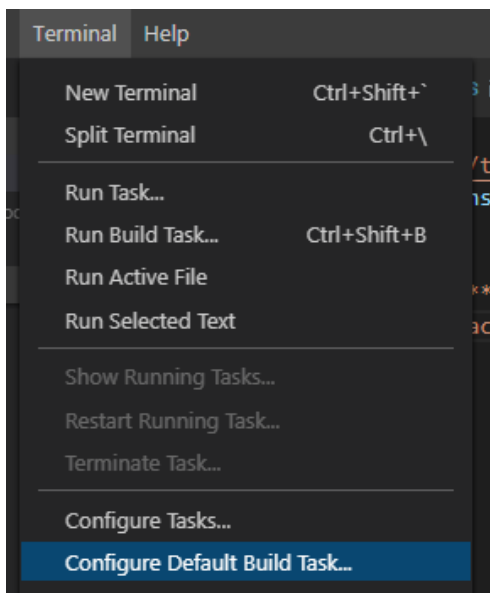 Terminal Help
New Terminal Ctrl+Shift+`
Split Terminal Ctrl+\
Run Task...
Run Build Task... Ctrl+Shift+B
Run Active File
Run Selected Text
Show Running Tasks...
Restart Running Task...
Terminate Task...
Configure Tasks...
Configure Default Build Task...